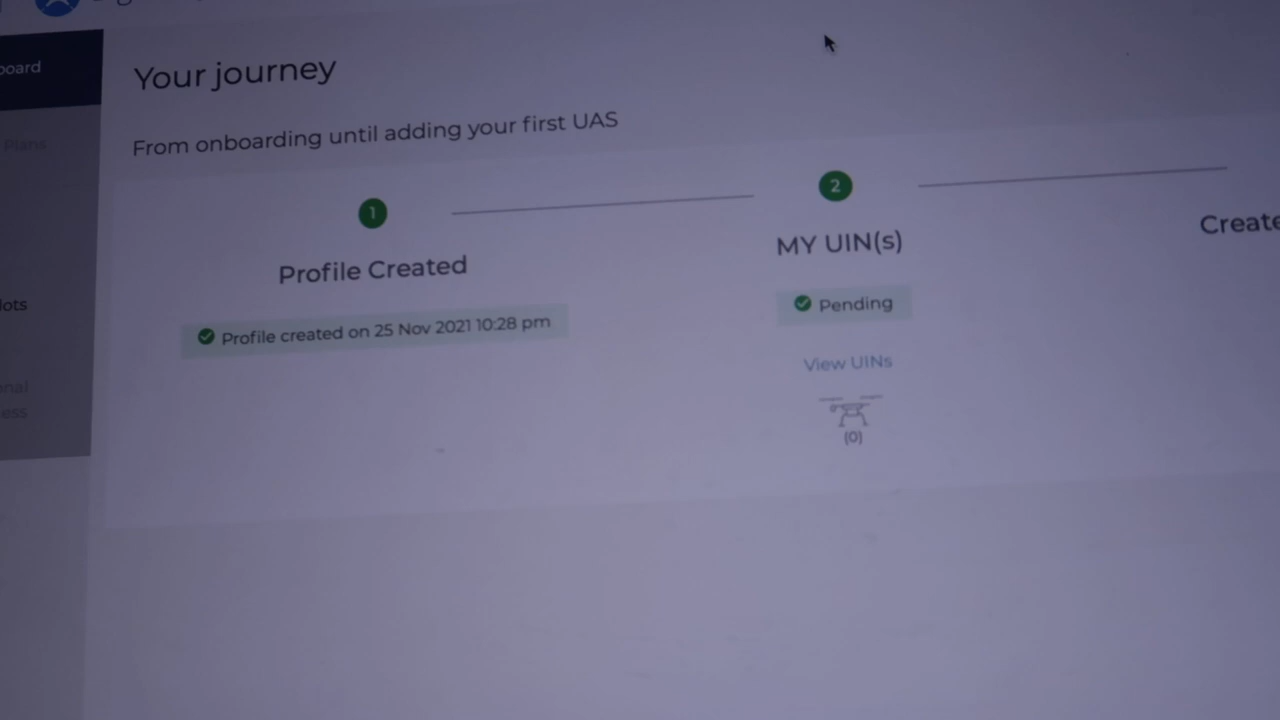 Your journey
From onboarding until adding your first UAS
1
2
Profile Created
MY UIN(s)
Create
Profile created on 25 Nov 2021 10:28 pm
Pending
View UINs
(0)
Plans